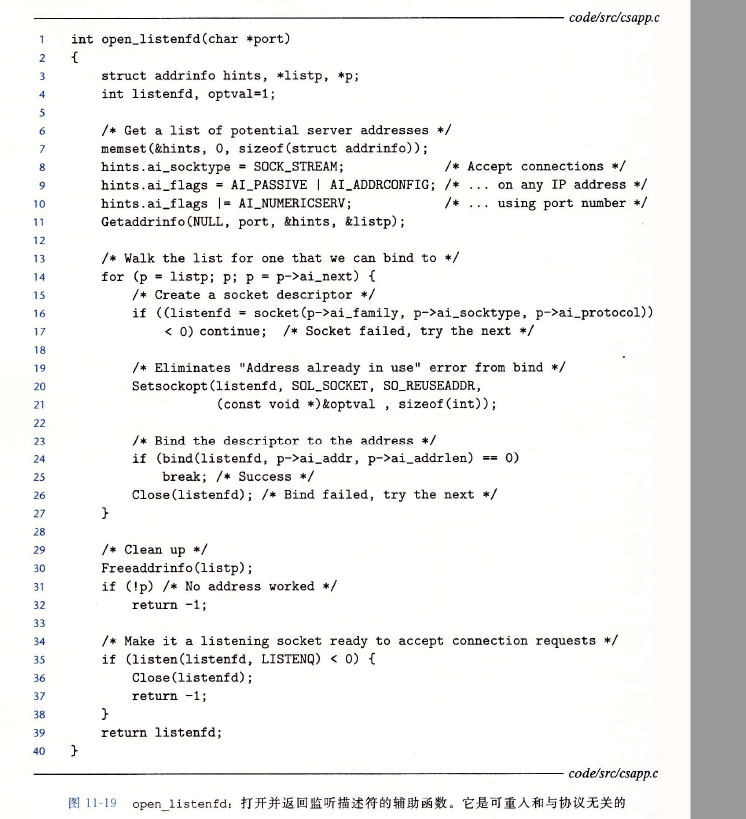 code/src/csapp.c
1 int open_listenfd(char *port)
2 {
3     struct addrinfo hints, *listp, *p;
4     int listenfd, optval=1;
5
6     /* Get a list of potential server addresses */
7     memset(&hints, 0, sizeof(struct addrinfo));
8     hints.ai_socktype = SOCK_STREAM;             /* Accept connections */
9     hints.ai_flags = AI_PASSIVE | AI_ADDRCONFIG; /* ... on any IP address */
10     hints.ai_flags |= AI_NUMERICSERV;            /* ... using port number */
11     Getaddrinfo(NULL, port, &hints, &listp);
12
13     /* Walk the list for one that we can bind to */
14     for (p = listp; p; p = p->ai_next) {
15         /* Create a socket descriptor */
16         if ((listenfd = socket(p->ai_family, p->ai_socktype, p->ai_protocol))
17             < 0) continue;  /* Socket failed, try the next */
18
19         /* Eliminates "Address already in use" error from bind */
20         Setsockopt(listenfd, SOL_SOCKET, SO_REUSEADDR,
21                    (const void *)&optval , sizeof(int));
22
23         /* Bind the descriptor to the address */
24         if (bind(listenfd, p->ai_addr, p->ai_addrlen) == 0)
25             break; /* Success */
26         Close(listenfd); /* Bind failed, try the next */
27     }
28
29     /* Clean up */
30     Freeaddrinfo(listp);
31     if (!p) /* No address worked */
32         return -1;
33
34     /* Make it a listening socket ready to accept connection requests */
35     if (listen(listenfd, LISTENQ) < 0) {
36         Close(listenfd);
37         return -1;
38     }
39     return listenfd;
40 }
code/src/csapp.c
图 11-19 open_listenfd：打开并返回监听描述符的辅助函数。它是可重人和与协议无关的